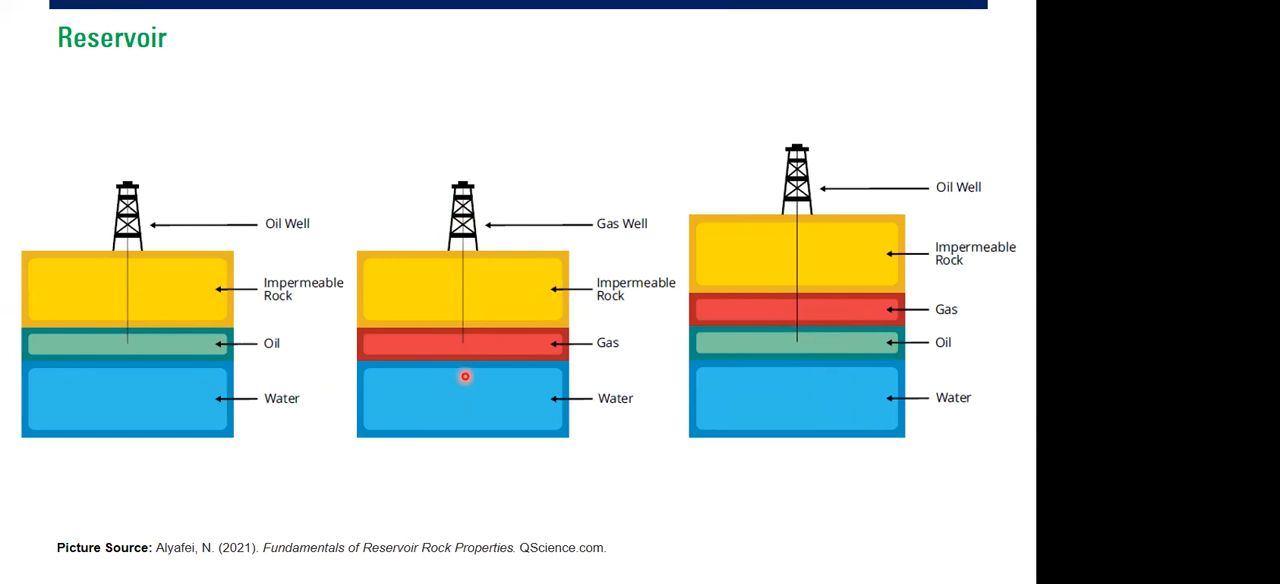 Reservoir
Oil Well
Impermeable
Rock
Oil
Water
Gas Well
Impermeable
Rock
Gas
Water
Oil Well
Impermeable
Rock
Gas
Oil
Water
Picture Source: Alyafei, N. (2021). Fundamentals of Reservoir Rock Properties. QScience.com.